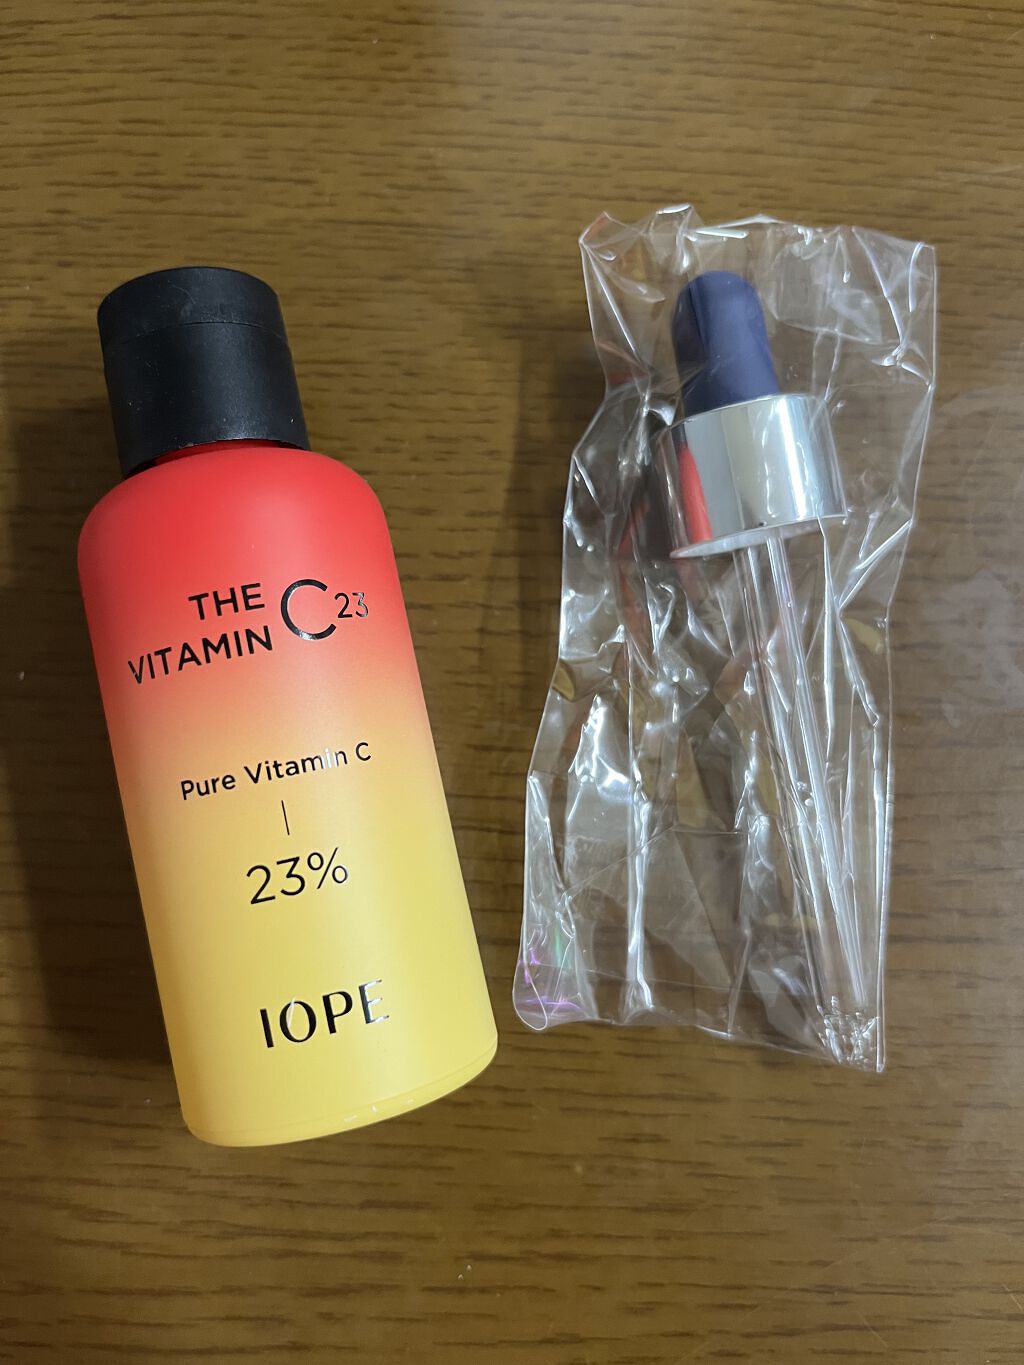 THE
VITAMIN C23
Pure Vitamin C
23%
IOPE